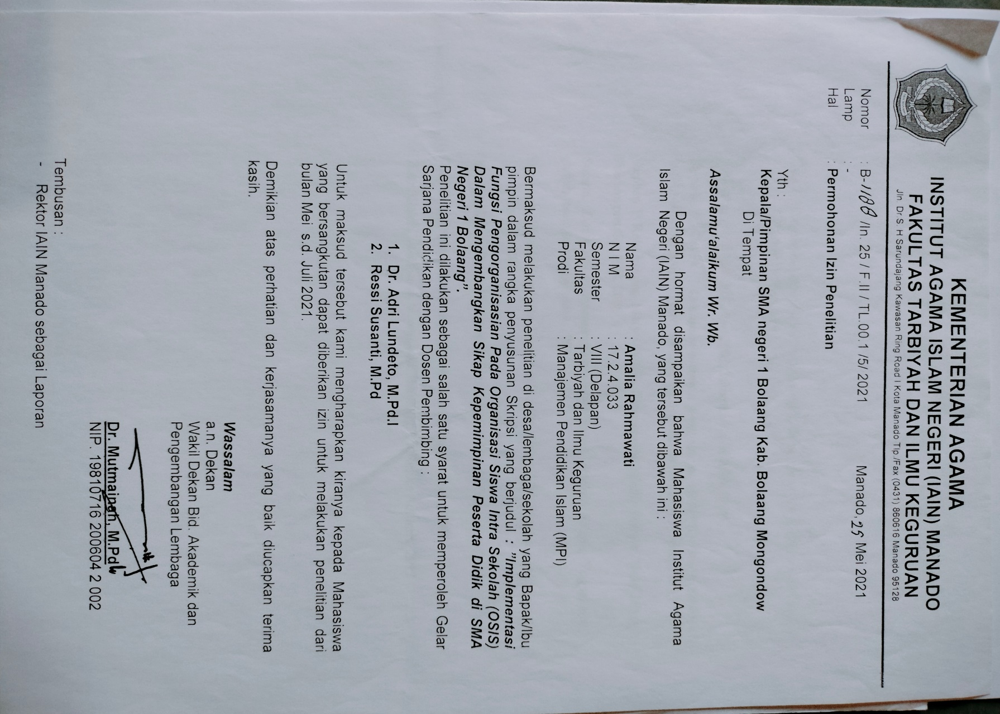 KEMENTERIAN AGAMA
INSTITUT AGAMA ISLAM NEGERI (IAIN) MANADO
FAKULTAS TARBIYAH DAN ILMU KEGURUAN
Jln. Dr.S. H Sarundajang Kawasan Ring Road I Kota Manado Tlp./Fax (0431) 860616 Manado 95128
Nomor : B-1188 /In. 25 / F.II / TL.00.1 /5/ 2021 Manado, 25 Mei 2021
Lamp : -
Hal : Permohonan Izin Penelitian
Yth :
Kepala/Pimpinan SMA negeri 1 Bolaang Kab. Bolaang Mongondow
Di Tempat
Assalamu'alaikum Wr. Wb.
Dengan hormat disampaikan bahwa Mahasiswa Institut Agama
Islam Negeri (IAIN) Manado, yang tersebut dibawah ini :
Nama : Amalia Rahmawati
N I M : 17.2.4.033
Semester : VIII (Delapan)
Fakultas : Tarbiyah dan Ilmu Keguruan
Prodi : Manajemen Pendidikan Islam (MPI)
Bermaksud melakukan penelitian di desa/lembaga/sekolah yang Bapak/Ibu
pimpin dalam rangka penyusunan Skripsi yang berjudul : "Implementasi
Fungsi Pengorganisasian Pada Organisasi Siswa Intra Sekolah (OSIS)
Dalam Mengembangkan Sikap Kepemimpinan Peserta Didik di SMA
Negeri 1 Bolaang".
Penelitian ini dilakukan sebagai salah satu syarat untuk memperoleh Gelar
Sarjana Pendidikan dengan Dosen Pembimbing :
1. Dr. Adri Lundeto, M.Pd.I
2. Ressi Susanti, M.Pd
Untuk maksud tersebut kami mengharapkan kiranya kepada Mahasiswa
yang bersangkutan dapat diberikan izin untuk melakukan penelitian dari
bulan Mei s.d. Juli 2021.
Demikian atas perhatian dan kerjasamanya yang baik diucapkan terima
kasih.
Wassalam
a.n. Dekan
Wakil Dekan Bid. Akademik dan
Pengembangan Lembaga
Dr. Mutmainah, M.Pd
NIP. 19810716 200604 2 002
Tembusan :
- Rektor IAIN Manado sebagai Laporan